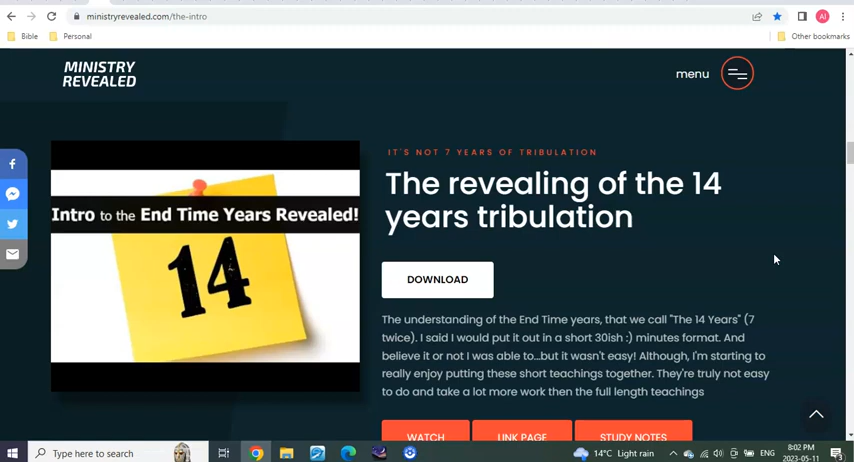 ministryrevealed.com/the-intro
Bible
Personal
Other bookmarks
MINISTRY
REVEALED
menu
Intro to the End Time Years Revealed!
14
IT'S NOT 7 YEARS OF TRIBULATION
The revealing of the 14
years tribulation
DOWNLOAD
The understanding of the End Time years, that we call "The 14 Years" (7
twice). I said I would put it out in a short 30ish :) minutes format. And
believe it or not I was able to...but it wasn't easy! Although, I'm starting to
really enjoy putting these short teachings together. They're truly not easy
to do and take a lot more work then the full length teachings
WATCH
LINK PAGE
STUDY NOTES
Type here to search
14°C Light rain
ENG
8:02 PM
2023-05-11